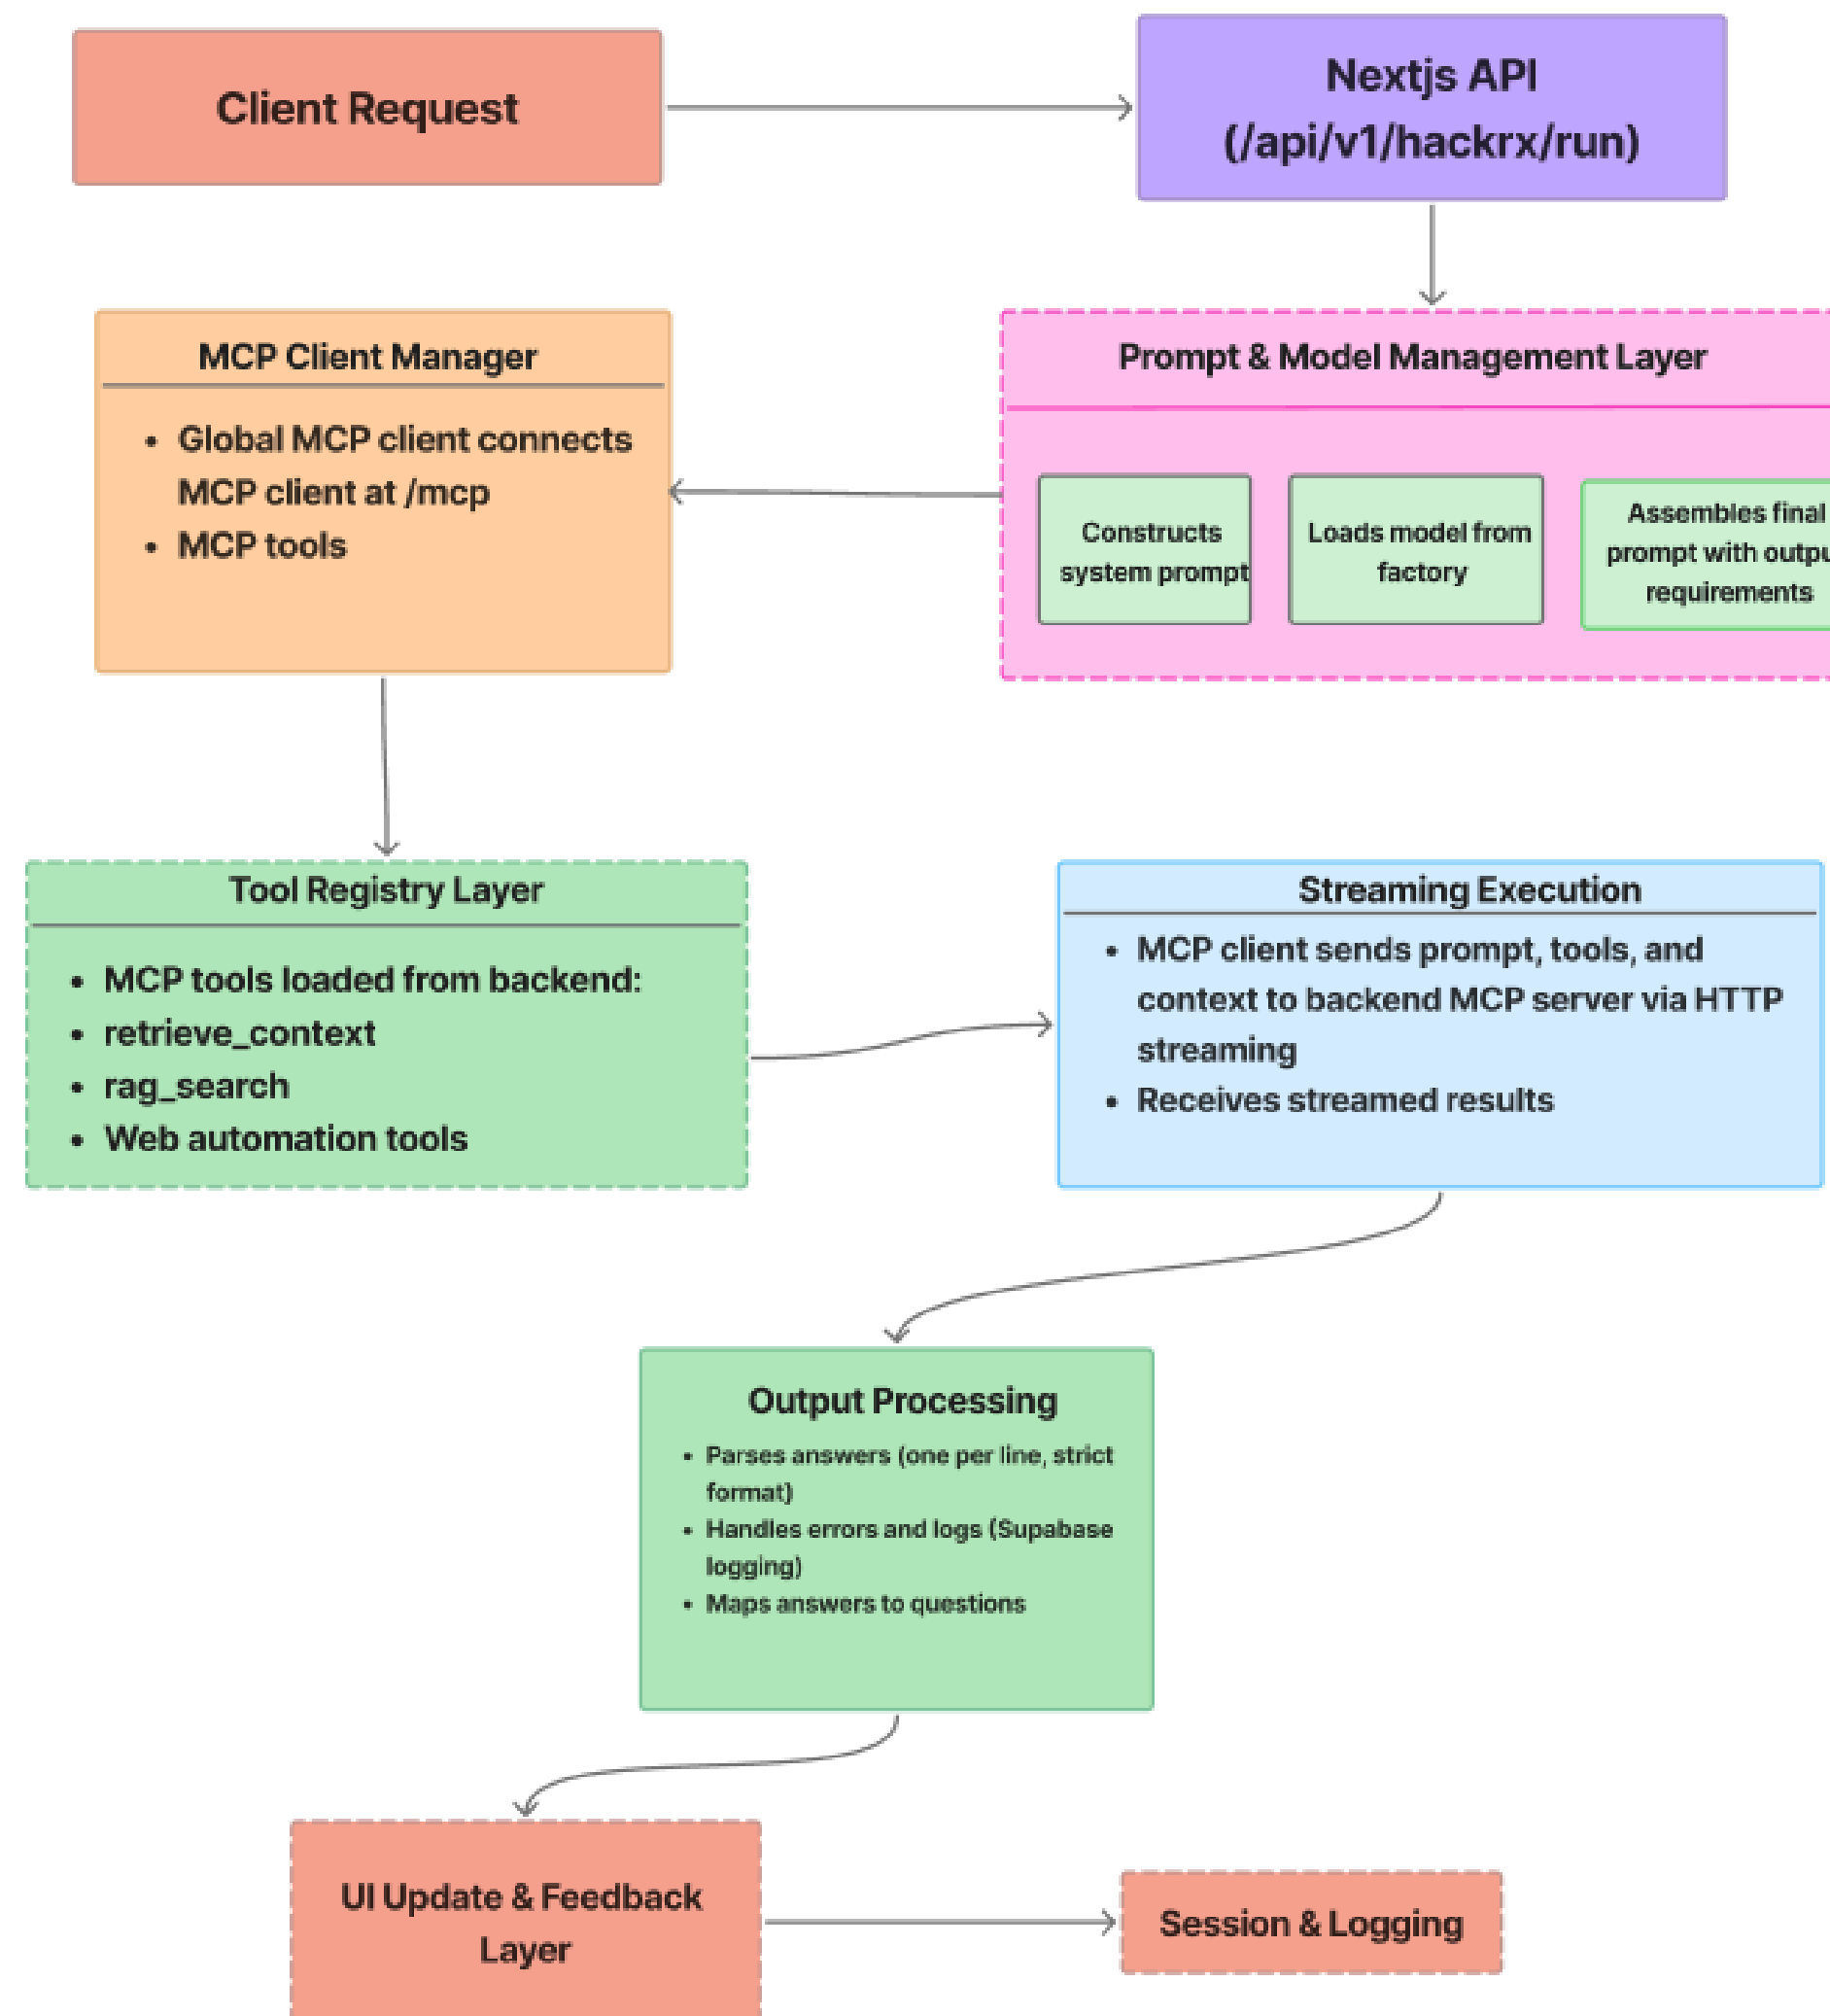 Client Request
Nextjs API
(/api/v1/hackrx/run)
MCP Client Manager
• Global MCP client connects
MCP client at /mcp
• MCP tools
Prompt & Model Management Layer
Constructs
system prompt
Loads model from
factory
Assembles final
prompt with outpu
requirements
Tool Registry Layer
• MCP tools loaded from backend:
• retrieve_context
• rag_search
• Web automation tools
Streaming Execution
• MCP client sends prompt, tools, and
context to backend MCP server via HTTP
streaming
• Receives streamed results
Output Processing
• Parses answers (one per line, strict
format)
• Handles errors and logs (Supabase
logging)
• Maps answers to questions
UI Update & Feedback
Layer
Session & Logging